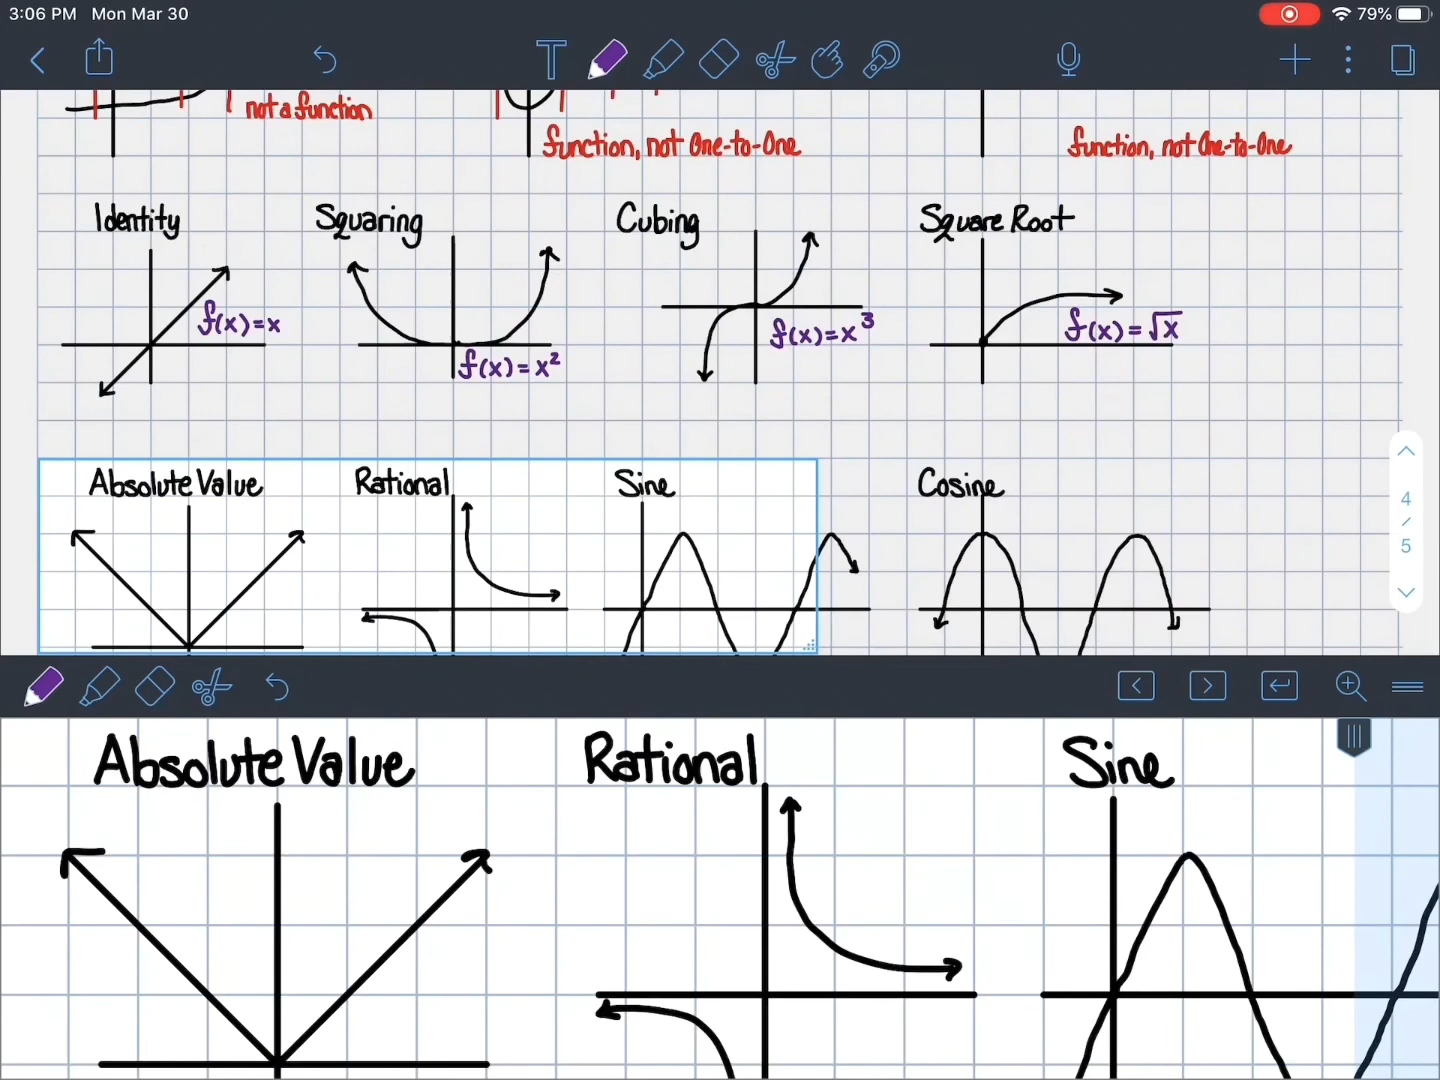 3:06 PM Mon Mar 30
79%
T
not a function
function, not One-to-One
function, not One-to-One
Identity
Squaring
Cubing
Square Root
f(x)=x
f(x)=x²
f(x)=x³
f(x)=√x
Absolute Value
Rational
Sine
Cosine
4
/
5
Absolute Value
Rational
Sine